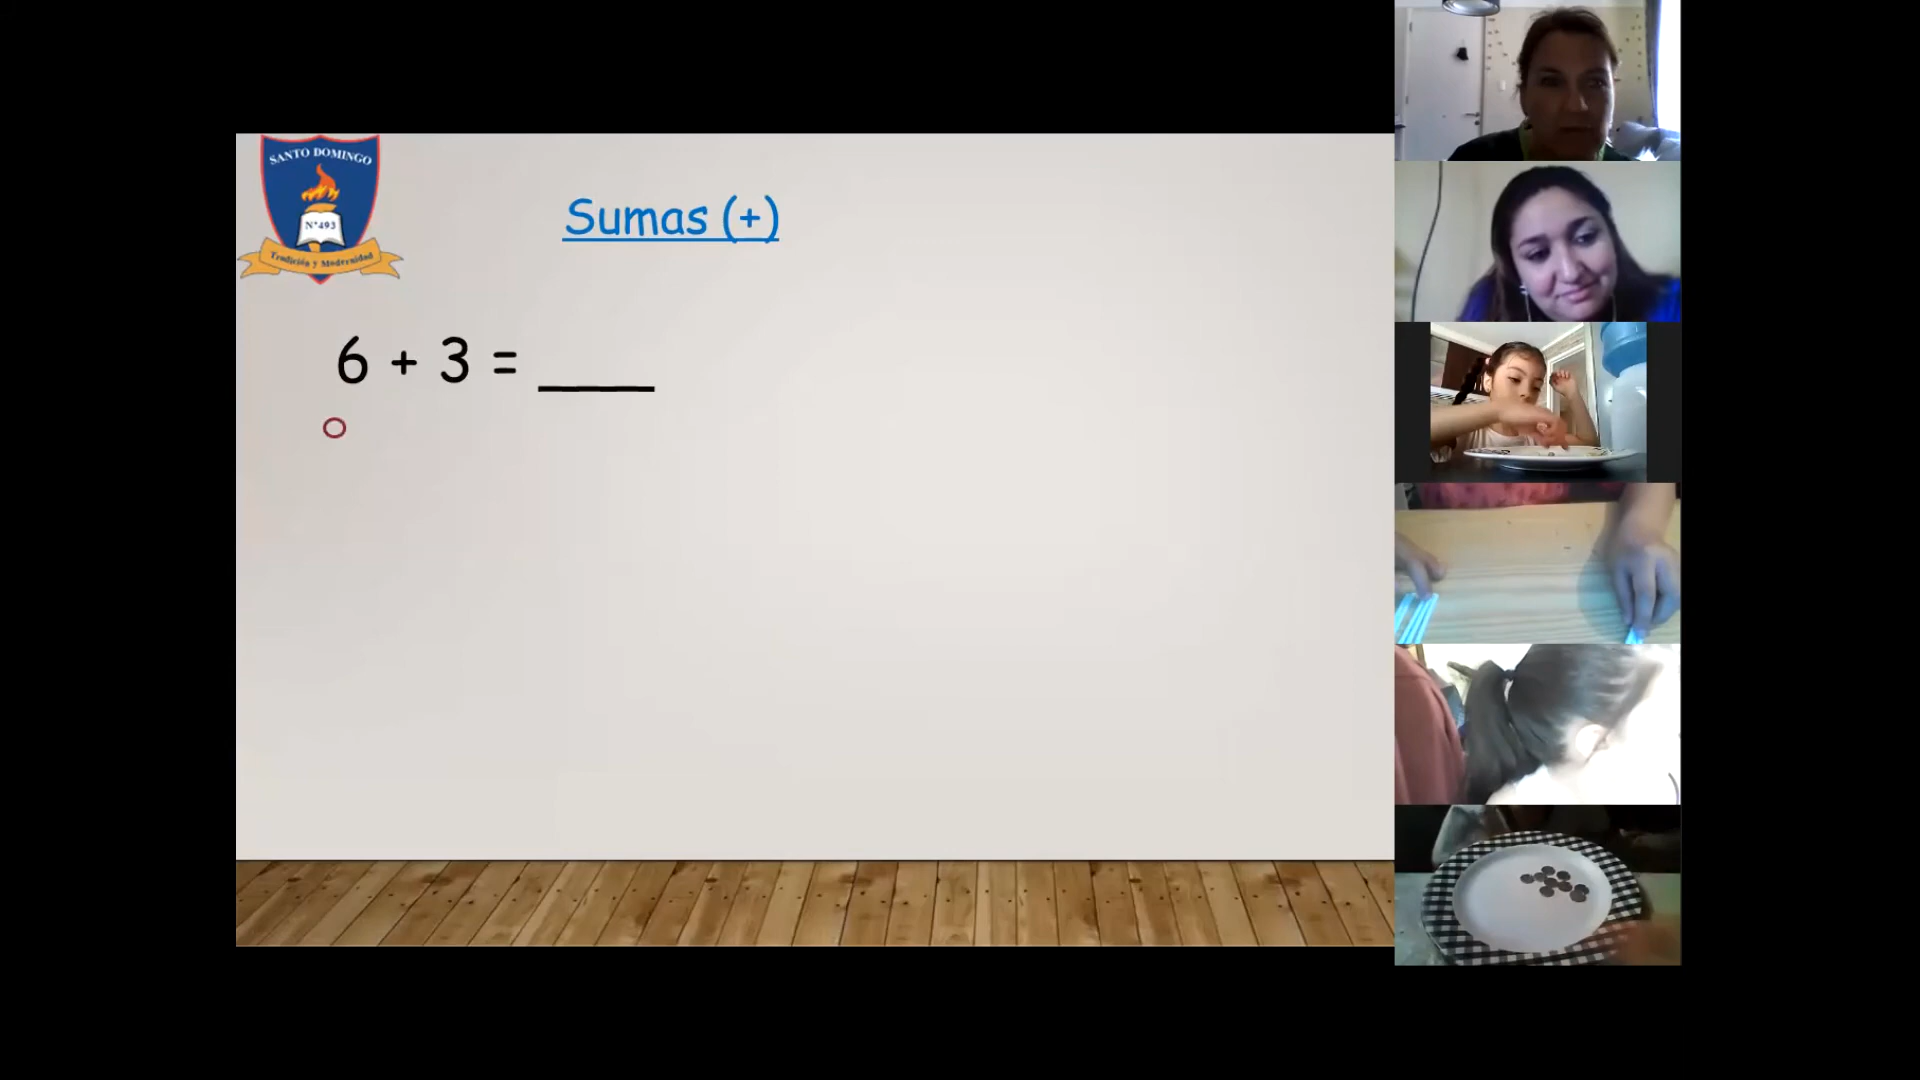 SANTO DOMINGO
N°493
Tradición y Modernidad
Sumas (+)
6 + 3 = ____